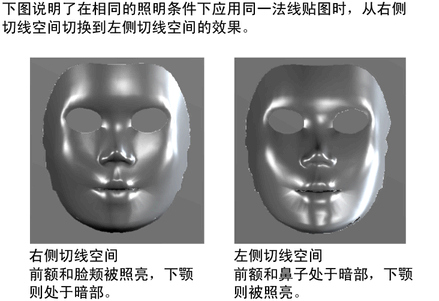 下图说明了在相同的照明条件下应用同一法线贴图时，从右侧
切线空间切换到左侧切线空间的效果。
右侧切线空间
前额和脸颊被照亮，下颚
则处于暗部。
左侧切线空间
前额和鼻子处于暗部，下颚
则被照亮。